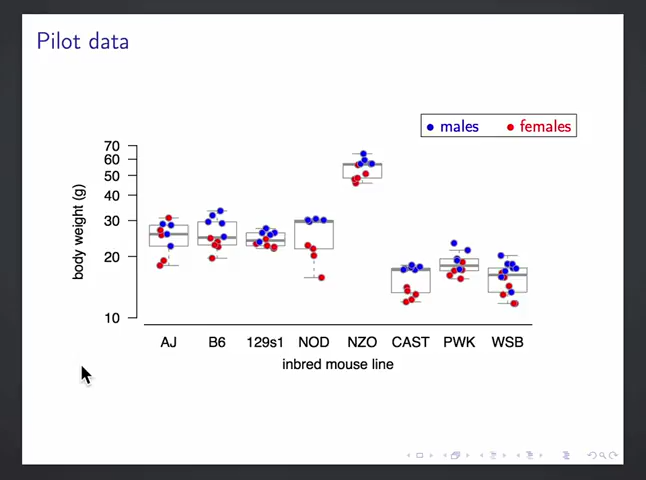 Pilot data
males females
70
60
50
40
30
20
10
body weight (g)
AJ B6 129s1 NOD NZO CAST PWK WSB
inbred mouse line